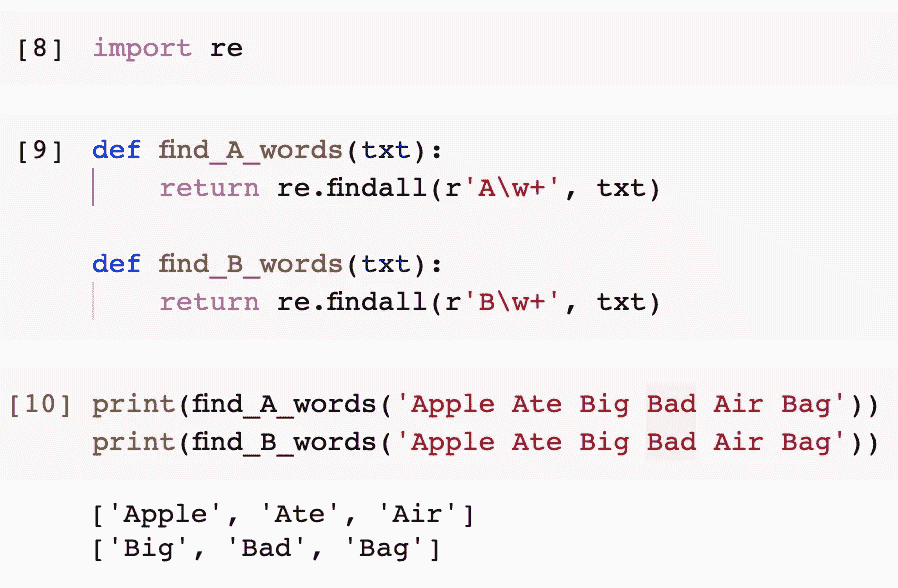 [8] import re
[9] def find_A_words(txt):
return re.findall(r'A\w+', txt)
def find_B_words(txt):
return re.findall(r'B\w+', txt)
[10] print(find_A_words('Apple Ate Big Bad Air Bag'))
print(find_B_words('Apple Ate Big Bad Air Bag'))
['Apple', 'Ate', 'Air']
['Big', 'Bad', 'Bag']